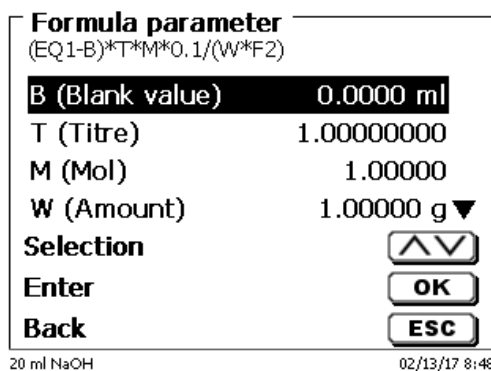 Formula parameter
(EQ1-B)*T*M*0.1/(W*F2)
B (Blank value) 0.0000 ml
T (Titre) 1.00000000
M (Mol) 1.00000
W (Amount) 1.00000 g
Selection
Enter OK
Back ESC
20 ml NaOH 02/13/17 8:48